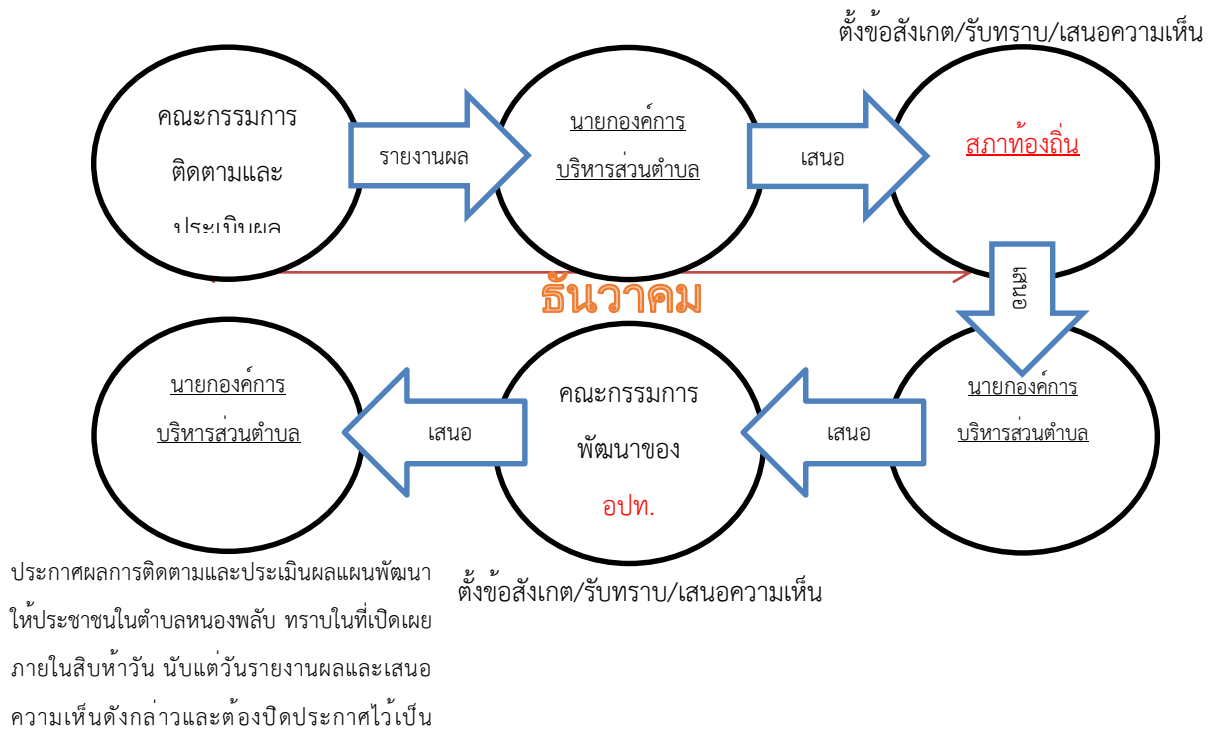 ตั้งข้อสังเกต/รับทราบ/เสนอความเห็น
คณะกรรมการ
ติดตามและ
ประเมินผล
รายงานผล
นายกองค์การ
บริหารส่วนตำบล
เสนอ
สภาท้องถิ่น
เสนอ
ธันวาคม
นายกองค์การ
บริหารส่วนตำบล
เสนอ
คณะกรรมการ
พัฒนาของ
อปท.
เสนอ
นายกองค์การ
บริหารส่วนตำบล
ตั้งข้อสังเกต/รับทราบ/เสนอความเห็น
ประกาศผลการติดตามและประเมินผลแผนพัฒนา
ให้ประชาชนในตำบลหนองพลับ ทราบในที่เปิดเผย
ภายในสิบห้าวัน นับแต่วันรายงานผลและเสนอ
ความเห็นดังกล่าวและต้องปิดประกาศไว้เป็น